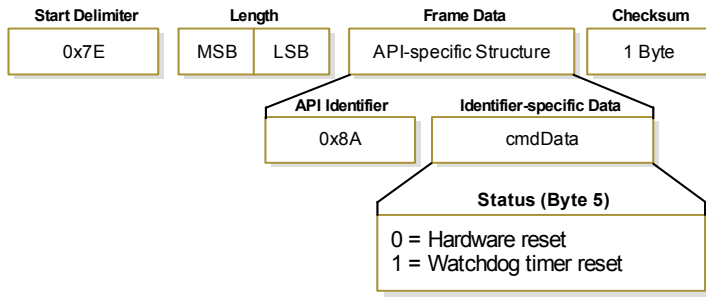 Start Delimiter Length Frame Data Checksum
0x7E MSB LSB API-specific Structure 1 Byte
API Identifier Identifier-specific Data
0x8A cmdData
Status (Byte 5)
0 = Hardware reset
1 = Watchdog timer reset